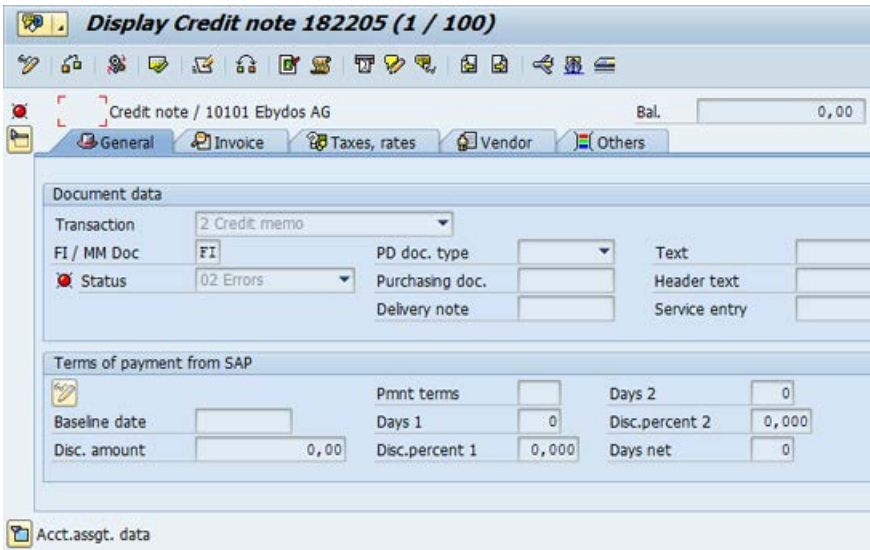 Display Credit note 182205 (1 / 100)
Credit note / 10101 Ebydos AG Bal. 0,00
General Invoice Taxes, rates Vendor Others
Document data
Transaction 2 Credit memo
FI / MM Doc FI PD doc. type Text
Status 02 Errors Purchasing doc. Header text
Delivery note Service entry
Terms of payment from SAP
Pmnt terms Days 2 0
Baseline date Days 1 0 Disc.percent 2 0,000
Disc. amount 0,00 Disc.percent 1 0,000 Days net 0
Acct.assgt. data